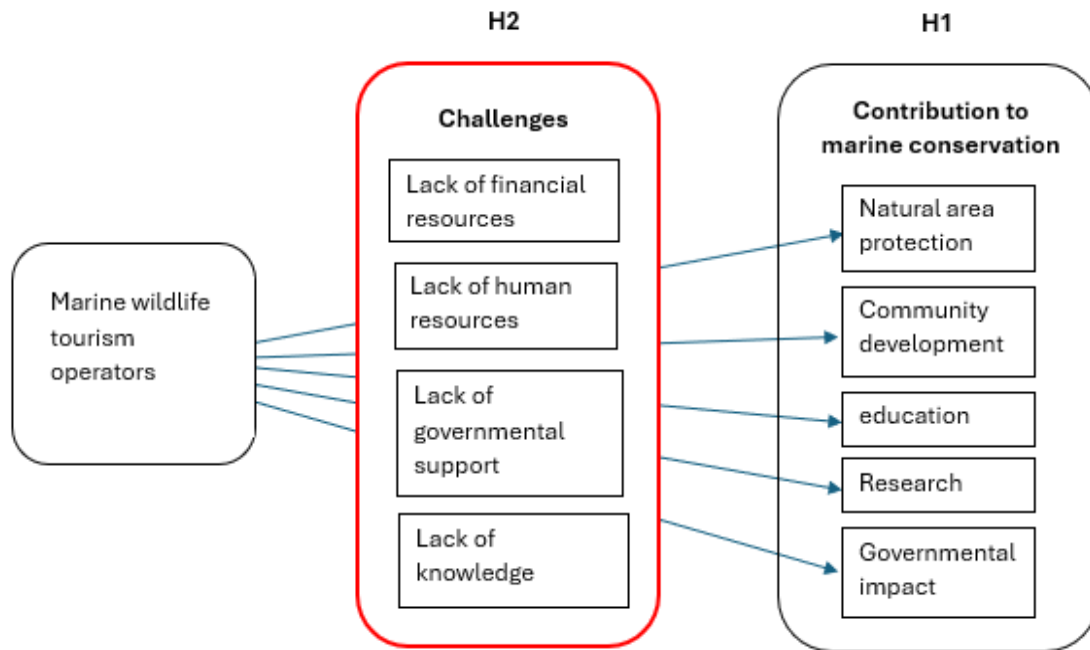 H2
H1
Marine wildlife
tourism
operators
Challenges
Lack of financial
resources
Lack of human
resources
Lack of
governmental
support
Lack of
knowledge
Contribution to
marine conservation
Natural area
protection
Community
development
education
Research
Governmental
impact